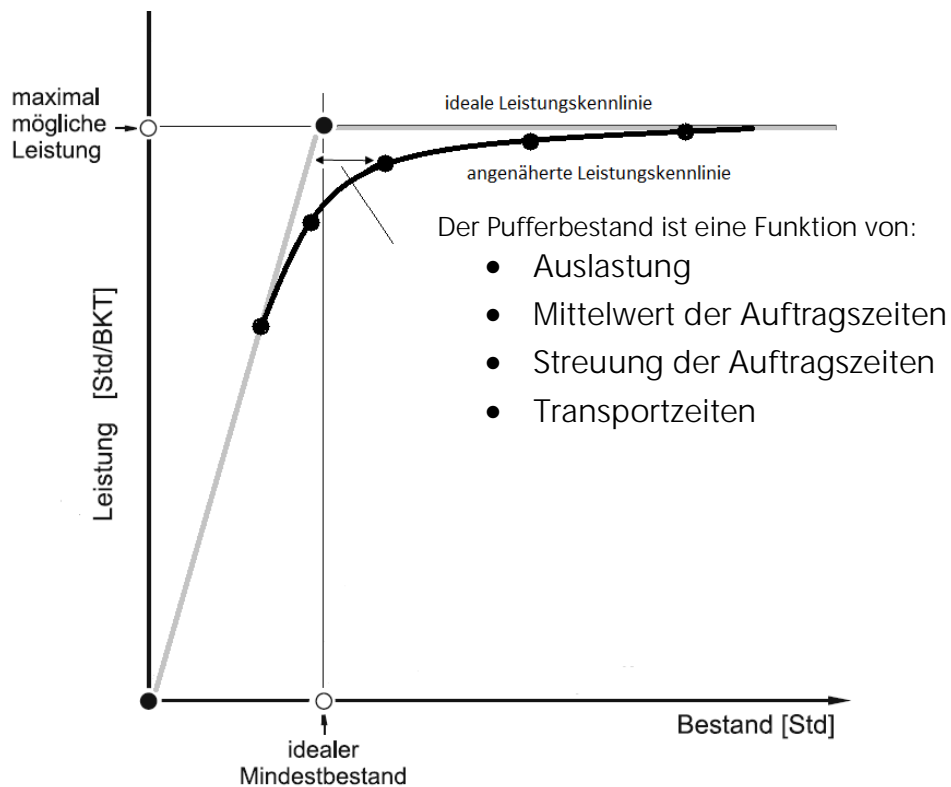 maximal
mögliche
Leistung
ideale Leistungskennlinie
angenäherte Leistungskennlinie
Der Pufferbestand ist eine Funktion von:
• Auslastung
• Mittelwert der Auftragszeiten
• Streuung der Auftragszeiten
• Transportzeiten
Leistung [Std/BKT]
Bestand [Std]
idealer
Mindestbestand